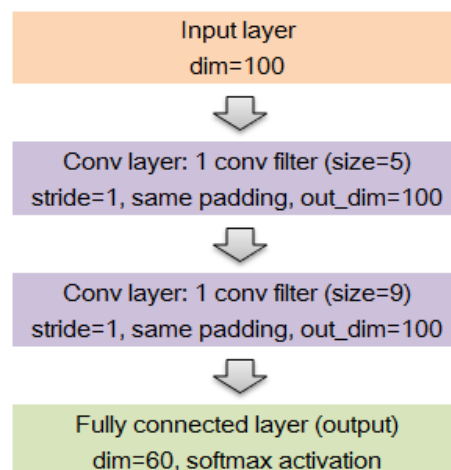 Input layer
dim=100
Conv layer: 1 conv filter (size=5)
stride=1, same padding, out_dim=100
Conv layer: 1 conv filter (size=9)
stride=1, same padding, out_dim=100
Fully connected layer (output)
dim=60, softmax activation